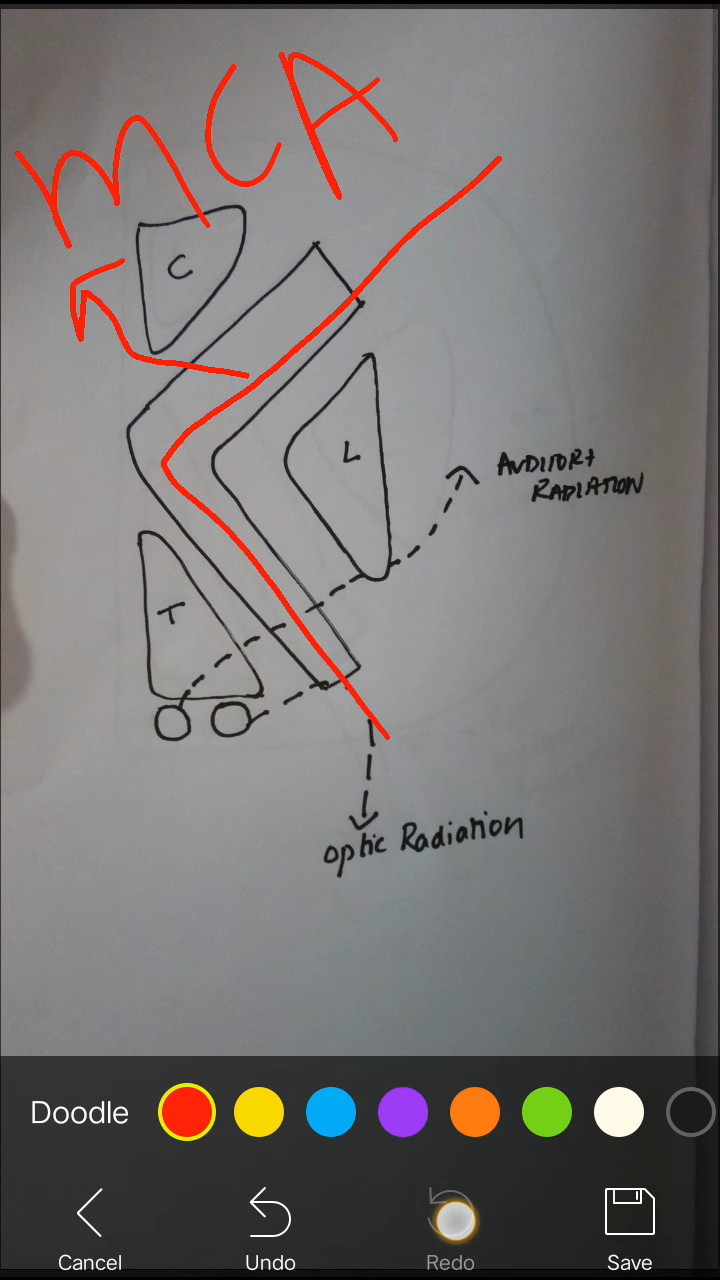 MCA
C
L
AUDITORY
RADIATION
T
optic Radiation
Doodle
Cancel
Undo
Redo
Save